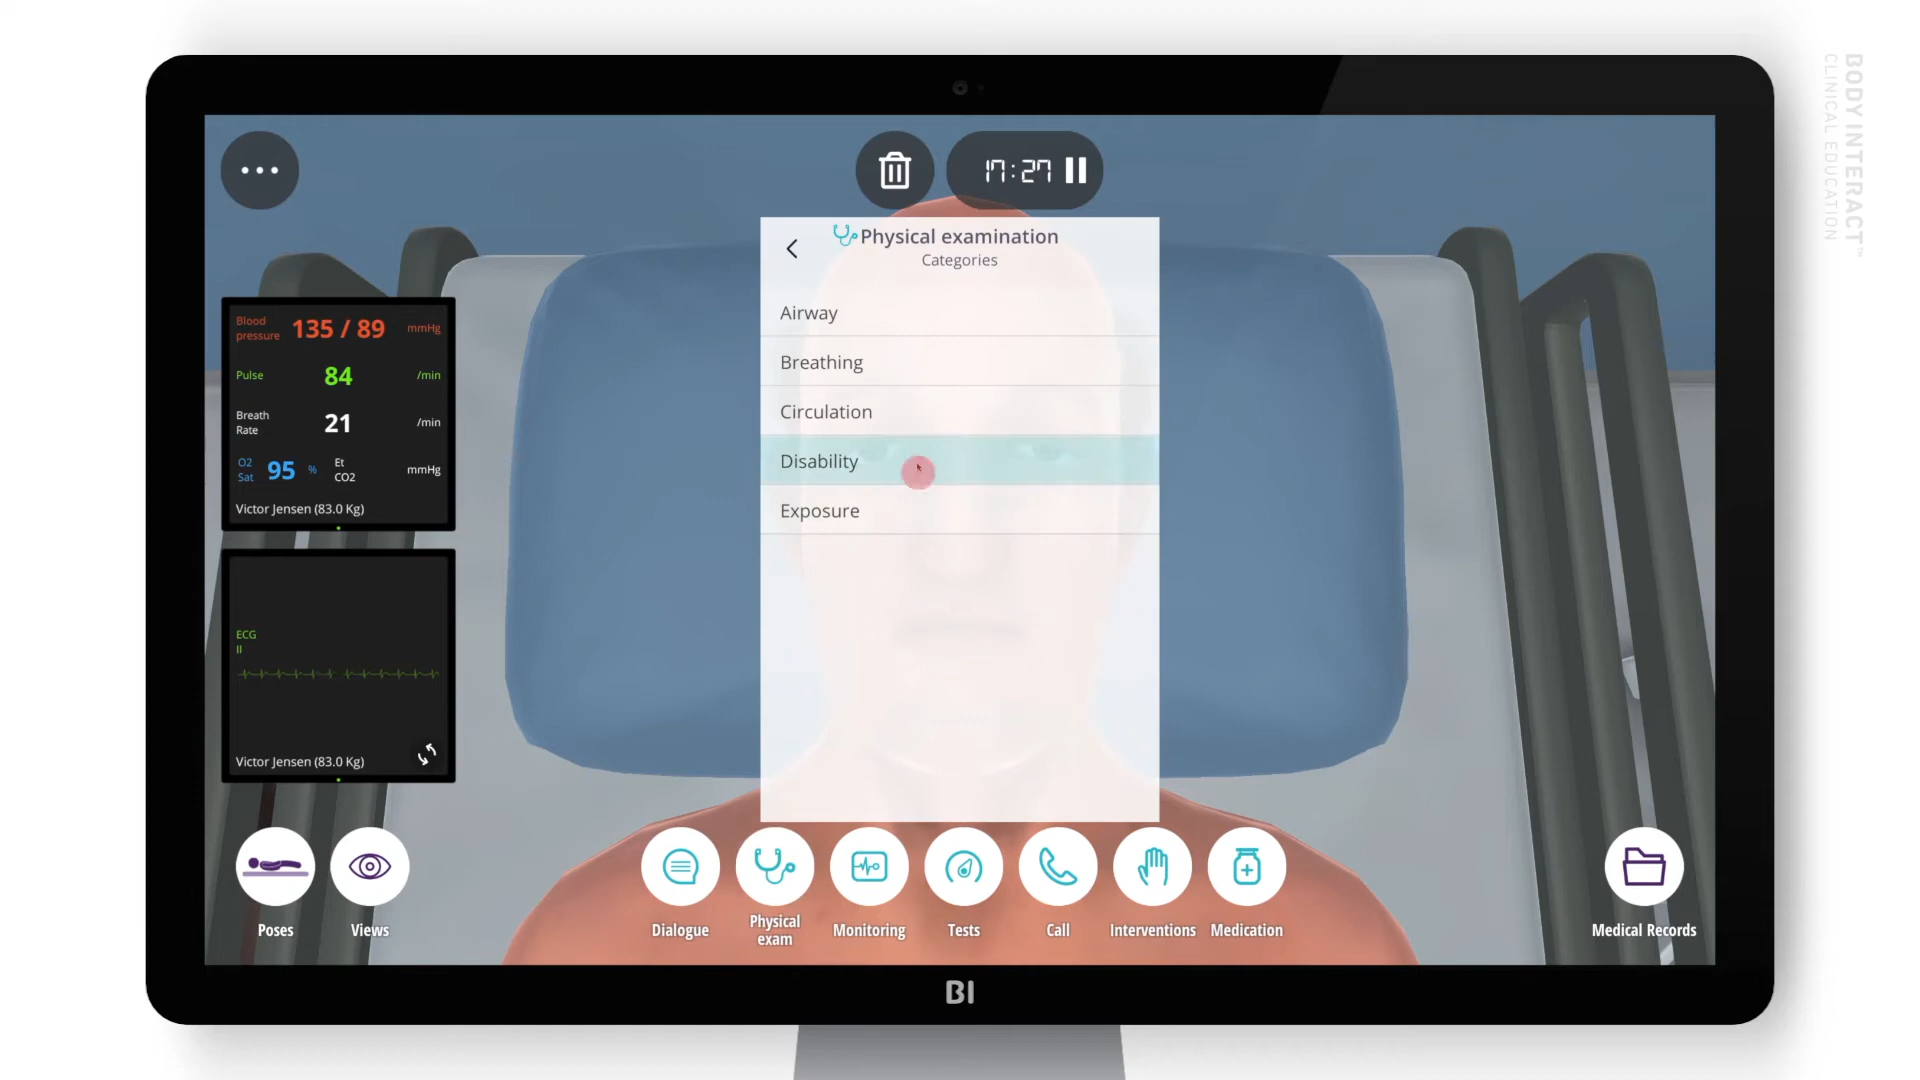 BODY INTERACT™
CLINICAL EDUCATION
17:27
Physical examination
Categories
Airway
Breathing
Circulation
Disability
Exposure
Blood pressure 135 / 89 mmHg
Pulse 84 /min
Breath Rate 21 /min
O2 Sat 95 % Et CO2 mmHg
Victor Jensen (83.0 Kg)
ECG
II
Victor Jensen (83.0 Kg)
Poses
Views
Dialogue
Physical exam
Monitoring
Tests
Call
Interventions
Medication
Medical Records
BI